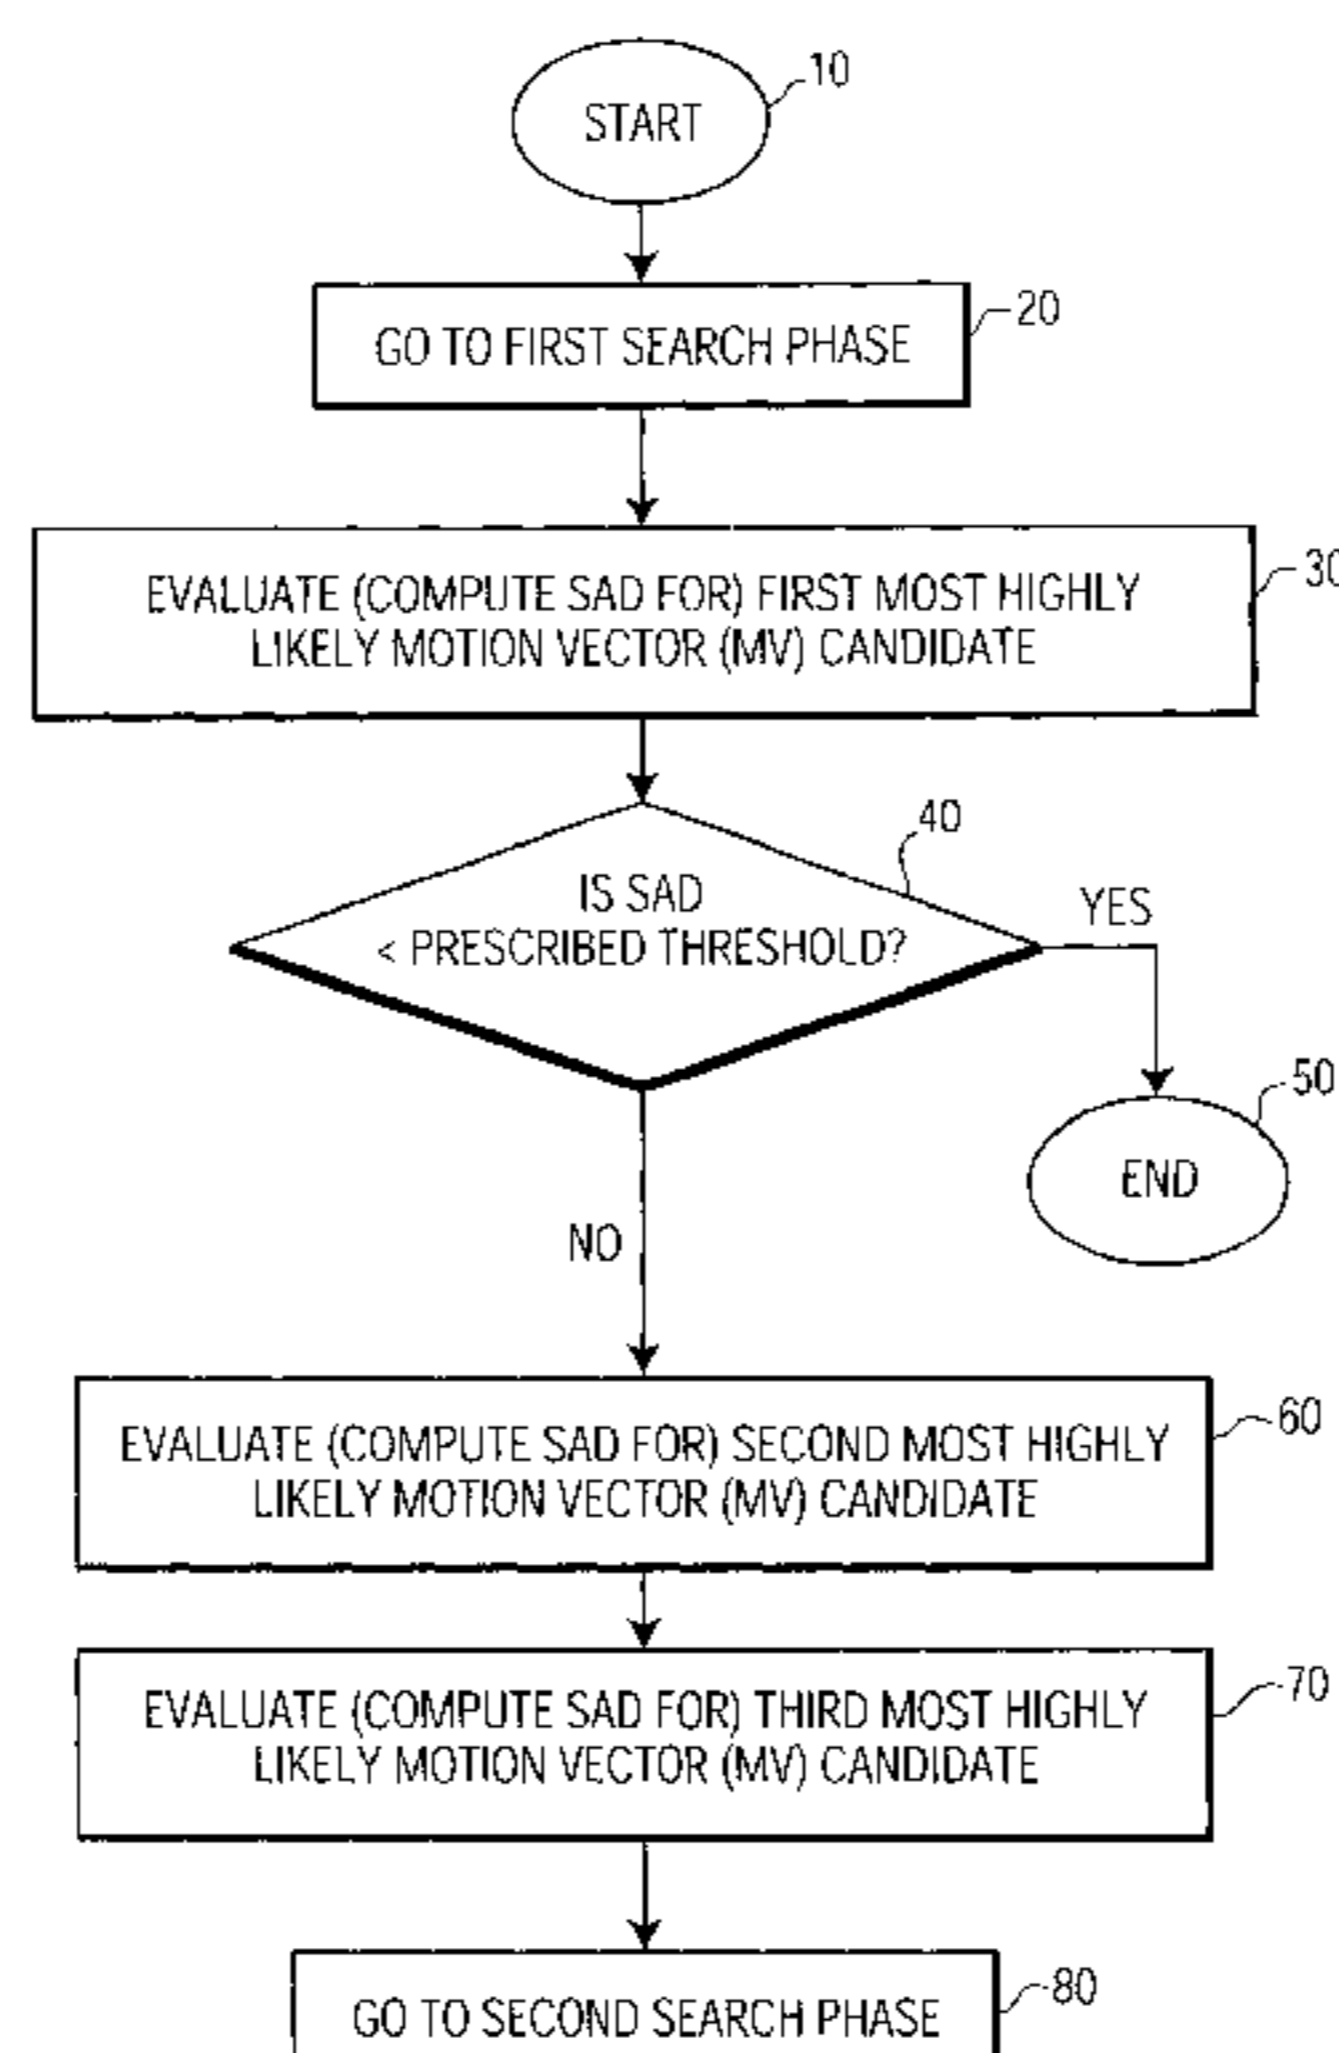 10
START
20
GO TO FIRST SEARCH PHASE
30
EVALUATE (COMPUTE SAD FOR) FIRST MOST HIGHLY
LIKELY MOTION VECTOR (MV) CANDIDATE
40
IS SAD
< PRESCRIBED THRESHOLD?
YES
50
END
NO
60
EVALUATE (COMPUTE SAD FOR) SECOND MOST HIGHLY
LIKELY MOTION VECTOR (MV) CANDIDATE
70
EVALUATE (COMPUTE SAD FOR) THIRD MOST HIGHLY
LIKELY MOTION VECTOR (MV) CANDIDATE
80
GO TO SECOND SEARCH PHASE